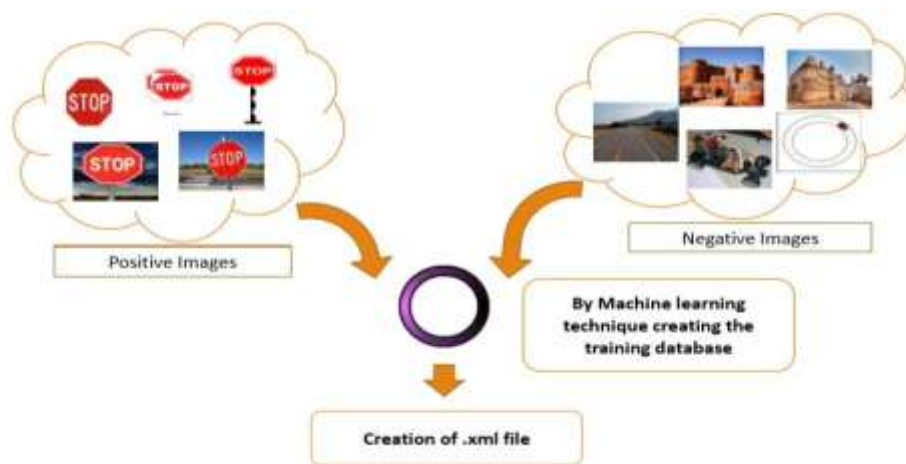 STOP
STOP
STOP
STOP
STOP
Positive Images
Negative Images
By Machine learning
technique creating the
training database
Creation of .xml file